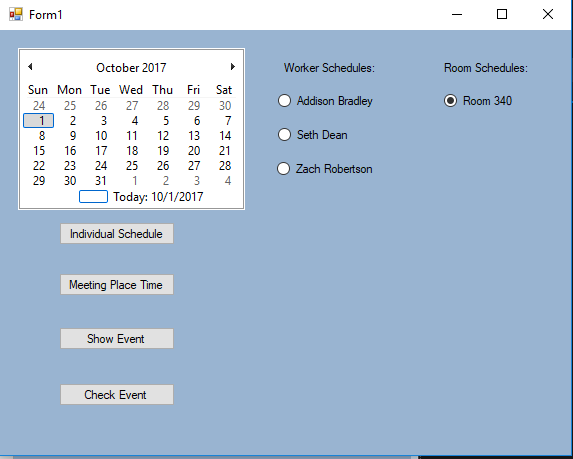 Form1
October 2017
Sun Mon Tue Wed Thu Fri Sat
24 25 26 27 28 29 30
1 2 3 4 5 6 7
8 9 10 11 12 13 14
15 16 17 18 19 20 21
22 23 24 25 26 27 28
29 30 31 1 2 3 4
Today: 10/1/2017
Individual Schedule
Meeting Place Time
Show Event
Check Event
Worker Schedules:
Addison Bradley
Seth Dean
Zach Robertson
Room Schedules:
Room 340